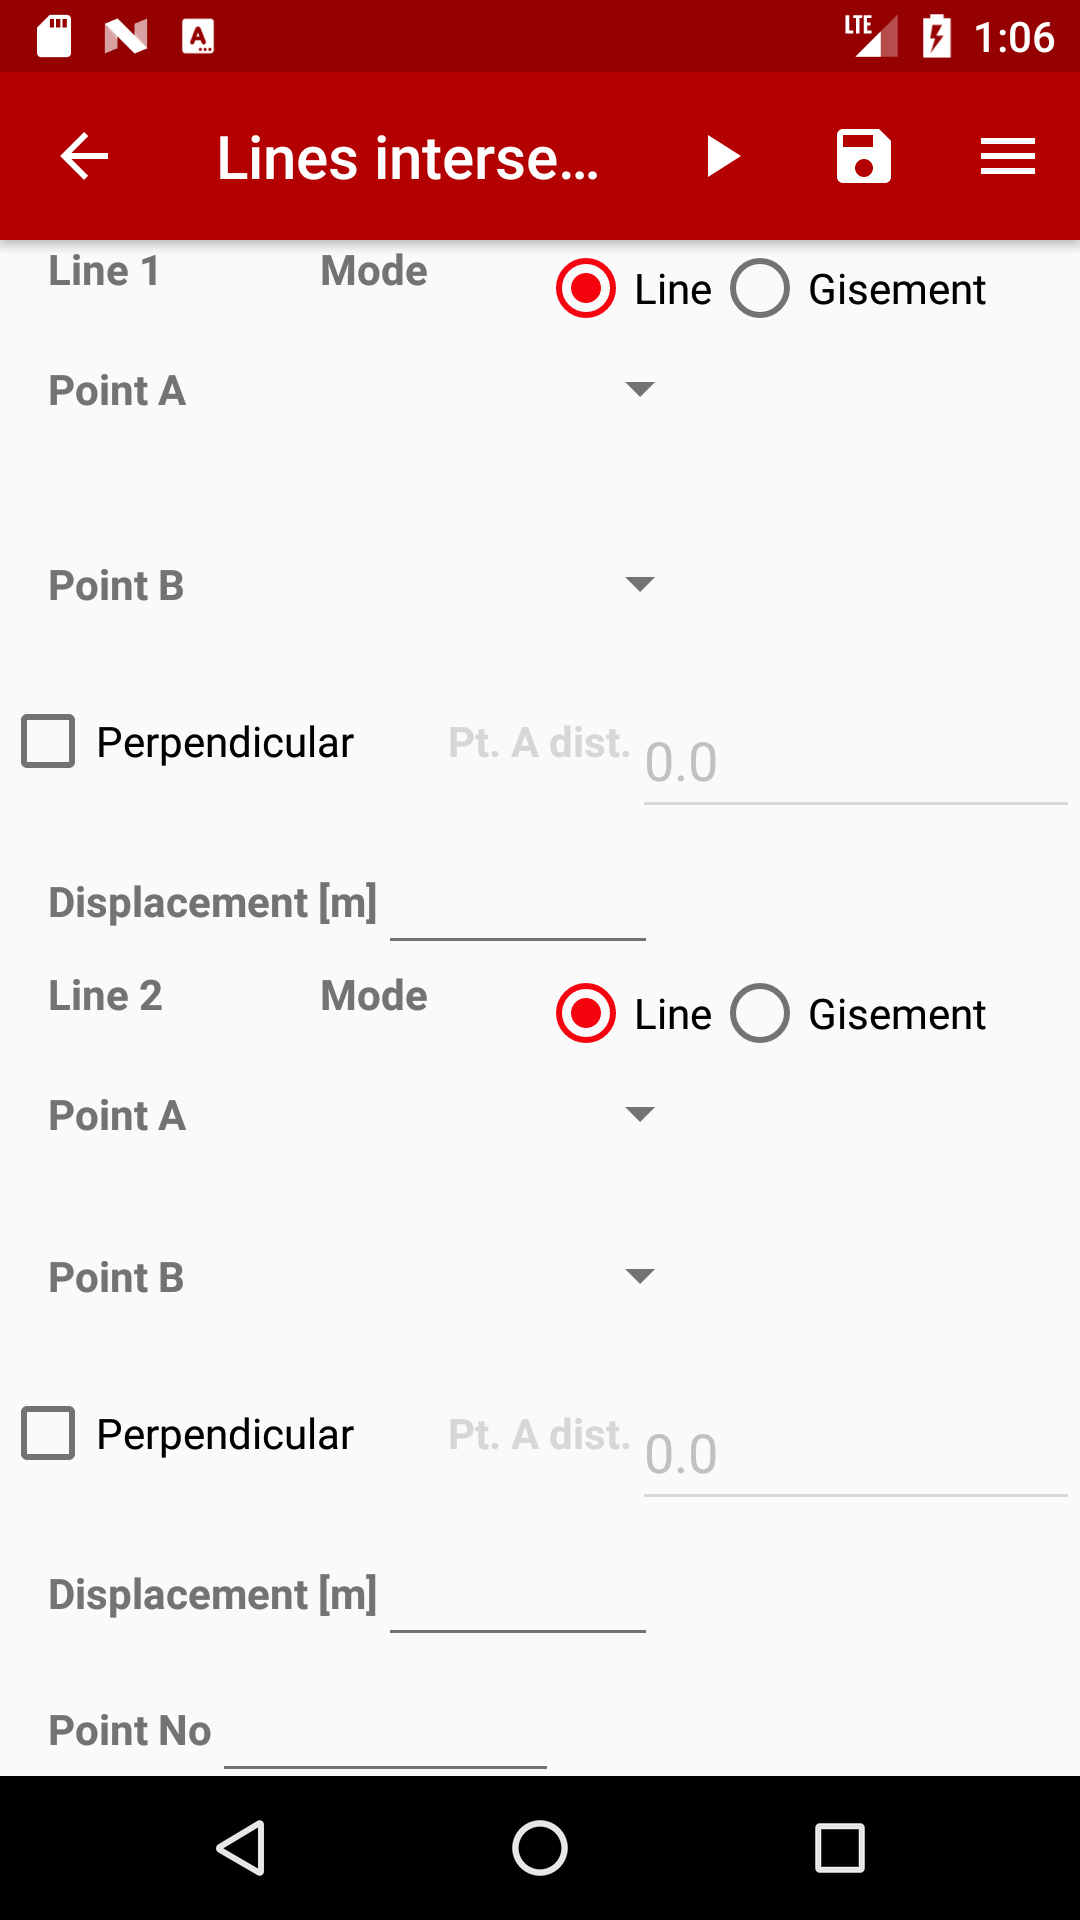 LTE 1:06
Lines interse...
Line 1 Mode Line Gisement
Point A
Point B
Perpendicular Pt. A dist. 0.0
Displacement [m]
Line 2 Mode Line Gisement
Point A
Point B
Perpendicular Pt. A dist. 0.0
Displacement [m]
Point No